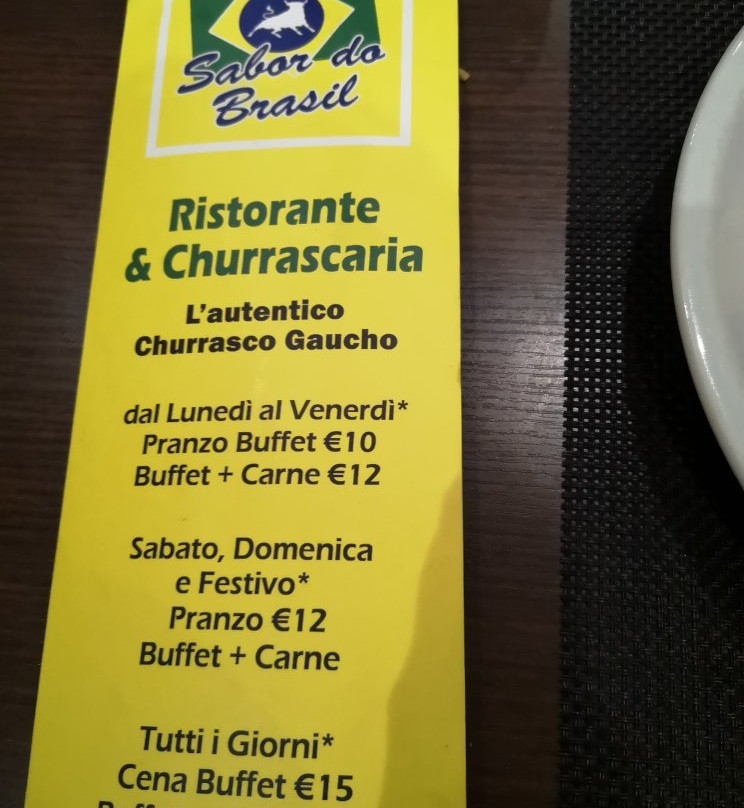 Sabor do
Brasil
Ristorante
& Churrascaria
L'autentico
Churrasco Gaucho
dal Lunedì al Venerdì*
Pranzo Buffet €10
Buffet + Carne €12
Sabato, Domenica
e Festivo*
Pranzo €12
Buffet + Carne
Tutti i Giorni*
Cena Buffet €15